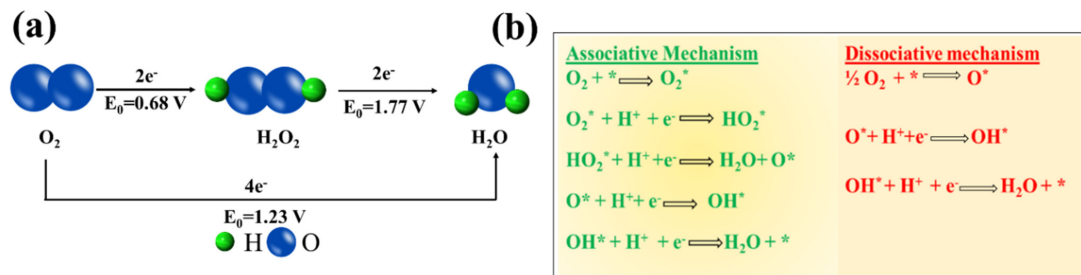 (a)
2e⁻
E₀=0.68 V
2e⁻
E₀=1.77 V
O₂
H₂O₂
H₂O
4e⁻
E₀=1.23 V
H O
(b)
Associative Mechanism
O₂ + * ⇒ O₂*
O₂* + H⁺ + e⁻ ⇒ HO₂*
HO₂* + H⁺ +e⁻ ⇒ H₂O+ O*
O* + H⁺+ e⁻ ⇒ OH*
OH* + H⁺ + e⁻ ⇒ H₂O + *
Dissociative mechanism
½ O₂ + * ⇒ O*
O*+ H⁺+e⁻ ⇒ OH*
OH*+ H⁺ + e⁻ ⇒ H₂O + *